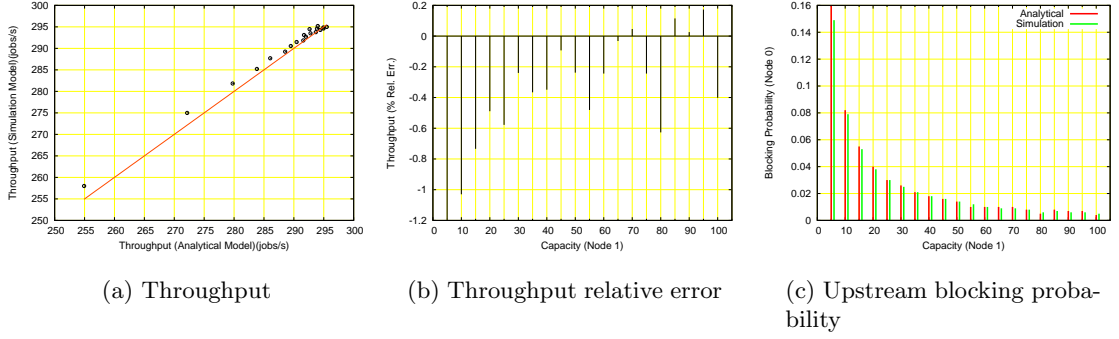 Throughput (Simulation Model)(jobs/s)
300
295
290
285
280
275
270
265
260
255
250
250 255 260 265 270 275 280 285 290 295 300
Throughput (Analytical Model)(jobs/s)
(a) Throughput
Throughput (% Rel. Err.)
0.2
0
-0.2
-0.4
-0.6
-0.8
-1
-1.2
0 10 20 30 40 50 60 70 80 90 100
Capacity (Node 1)
(b) Throughput relative error
Blocking Probability (Node 0)
0.16
0.14
0.12
0.1
0.08
0.06
0.04
0.02
0
Analytical
Simulation
0 10 20 30 40 50 60 70 80 90 100
Capacity (Node 1)
(c) Upstream blocking proba-
bility